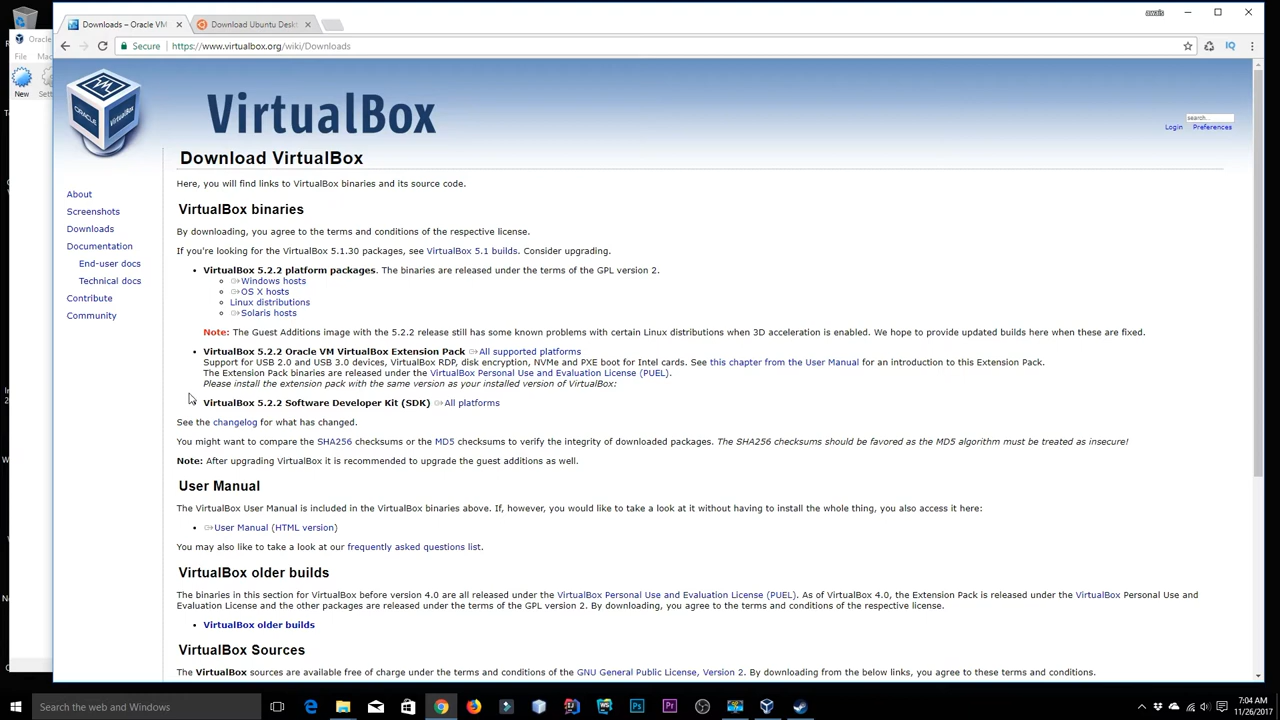 Downloads – Oracle VM
Download Ubuntu Deskt
awais
Secure
https://www.virtualbox.org/wiki/Downloads
Oracle
File
Mac
New
Sett
ORACLE
VM
VirtualBox
VirtualBox
search...
Login
Preferences
Download VirtualBox
Here, you will find links to VirtualBox binaries and its source code.
About
Screenshots
Downloads
Documentation
End-user docs
Technical docs
Contribute
Community
VirtualBox binaries
By downloading, you agree to the terms and conditions of the respective license.
If you're looking for the VirtualBox 5.1.30 packages, see VirtualBox 5.1 builds. Consider upgrading.
VirtualBox 5.2.2 platform packages. The binaries are released under the terms of the GPL version 2.
Windows hosts
OS X hosts
Linux distributions
Solaris hosts
Note: The Guest Additions image with the 5.2.2 release still has some known problems with certain Linux distributions when 3D acceleration is enabled. We hope to provide updated builds here when these are fixed.
VirtualBox 5.2.2 Oracle VM VirtualBox Extension Pack All supported platforms
Support for USB 2.0 and USB 3.0 devices, VirtualBox RDP, disk encryption, NVMe and PXE boot for Intel cards. See this chapter from the User Manual for an introduction to this Extension Pack.
The Extension Pack binaries are released under the VirtualBox Personal Use and Evaluation License (PUEL).
Please install the extension pack with the same version as your installed version of VirtualBox:
VirtualBox 5.2.2 Software Developer Kit (SDK) All platforms
See the changelog for what has changed.
You might want to compare the SHA256 checksums or the MD5 checksums to verify the integrity of downloaded packages. The SHA256 checksums should be favored as the MD5 algorithm must be treated as insecure!
Note: After upgrading VirtualBox it is recommended to upgrade the guest additions as well.
User Manual
The VirtualBox User Manual is included in the VirtualBox binaries above. If, however, you would like to take a look at it without having to install the whole thing, you also access it here:
User Manual (HTML version)
You may also like to take a look at our frequently asked questions list.
VirtualBox older builds
The binaries in this section for VirtualBox before version 4.0 are all released under the VirtualBox Personal Use and Evaluation License (PUEL). As of VirtualBox 4.0, the Extension Pack is released under the VirtualBox Personal Use and
Evaluation License and the other packages are released under the terms of the GPL version 2. By downloading, you agree to the terms and conditions of the respective license.
VirtualBox older builds
VirtualBox Sources
The VirtualBox sources are available free of charge under the terms and conditions of the GNU General Public License, Version 2. By downloading from the below links, you agree to these terms and conditions.
Search the web and Windows
Ps
Pr
7:04 AM
11/26/2017